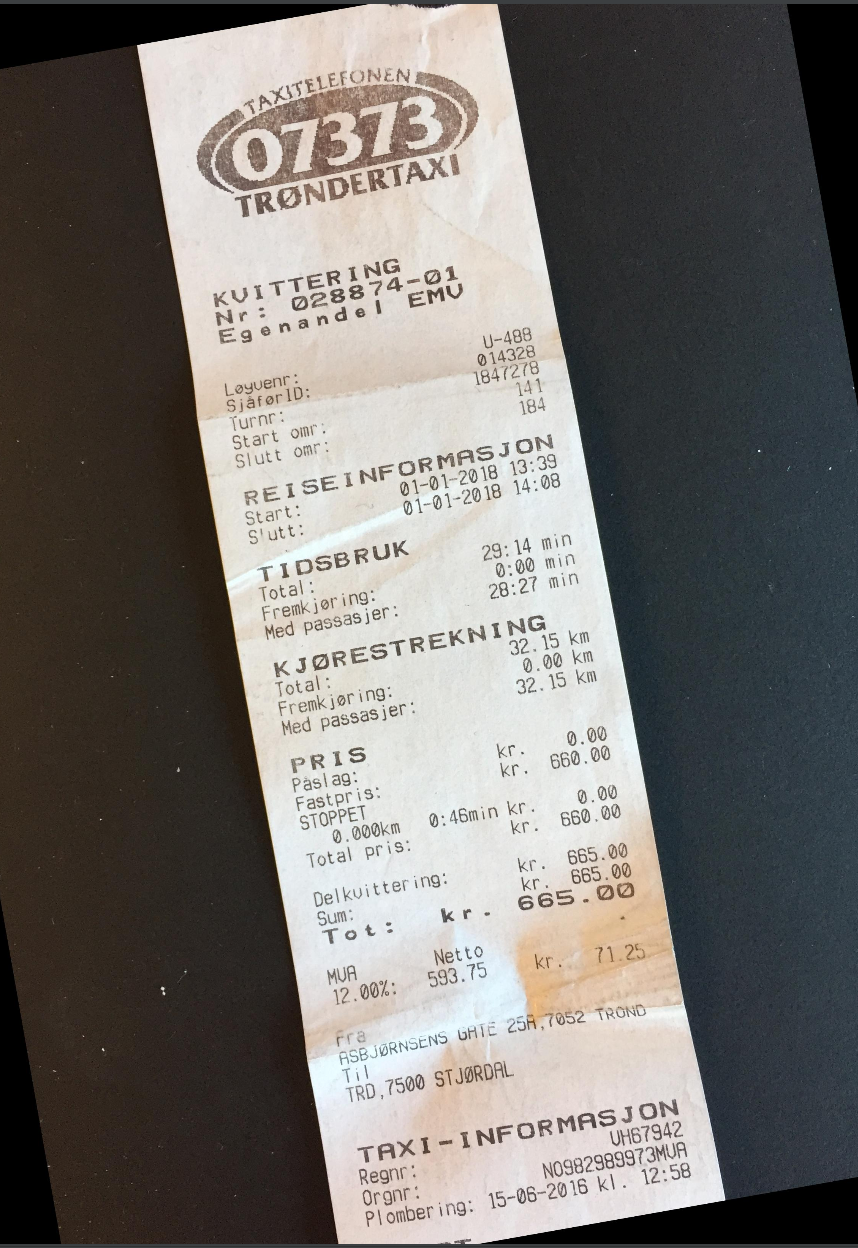 TAXITELEFONEN
07373
TRØNDERTAXI
KVITTERING
Nr: 028874-01
Egenandel EMV
Løyvenr: U-488
SjåførID: 014328
Turnr: 1847278
Start omr: 141
Slutt omr: 184
REISEINFORMASJON
Start: 01-01-2018 13:39
Slutt: 01-01-2018 14:08
TIDSBRUK
Total: 29:14 min
Fremkjøring: 0:00 min
Med passasjer: 28:27 min
KJØRESTREKNING
Total: 32.15 km
Fremkjøring: 0.00 km
Med passasjer: 32.15 km
PRIS
Påslag: kr. 0.00
Fastpris: kr. 660.00
STOPPET
0.000km 0:46min kr. 0.00
Total pris: kr. 660.00
Delkvittering: kr. 665.00
Sum: kr. 665.00
Tot: kr. 665.00
MVA Netto
12.00%: 593.75 kr. 71.25
Fra
ASBJØRNSENS GATE 25A,7052 TROND
Til
TRD,7500 STJØRDAL
TAXI-INFORMASJON
Regnr: VH67942
Orgnr: NO982989973MVA
Plombering: 15-06-2016 kl. 12:58